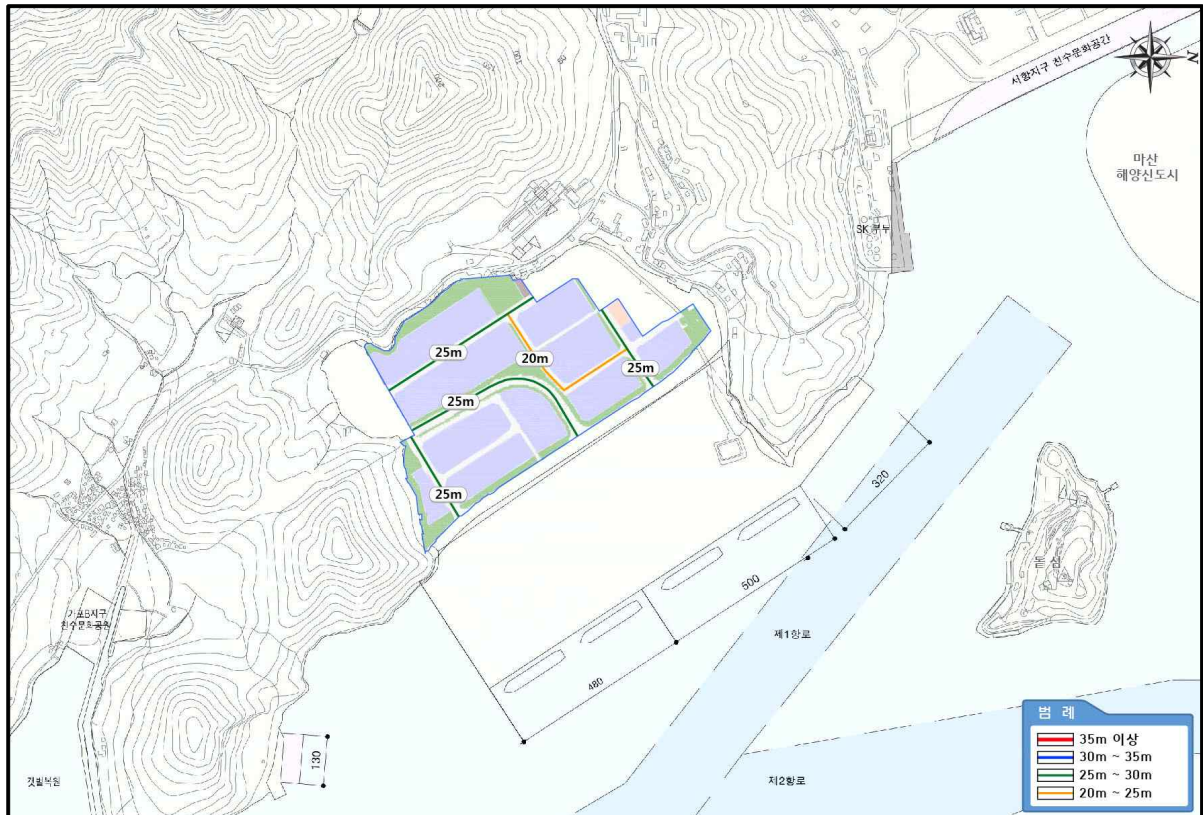 서항지구 친수문화공간
N
마산
해양신도시
SK 부두
25m
20m
25m
25m
25m
320
500
돝섬
가포B지구
친수문화공원
제1항로
480
130
갯벌복원
제2항로
범 례
35m 이상
30m ~ 35m
25m ~ 30m
20m ~ 25m